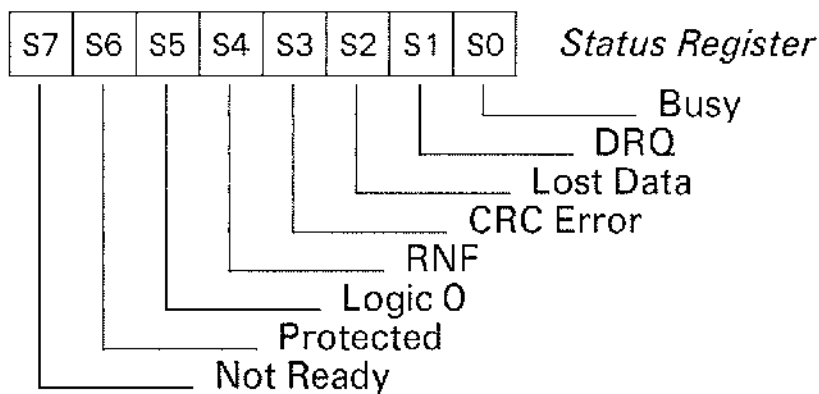 S7 S6 S5 S4 S3 S2 S1 S0 Status Register
Busy
DRQ
Lost Data
CRC Error
RNF
Logic 0
Protected
Not Ready